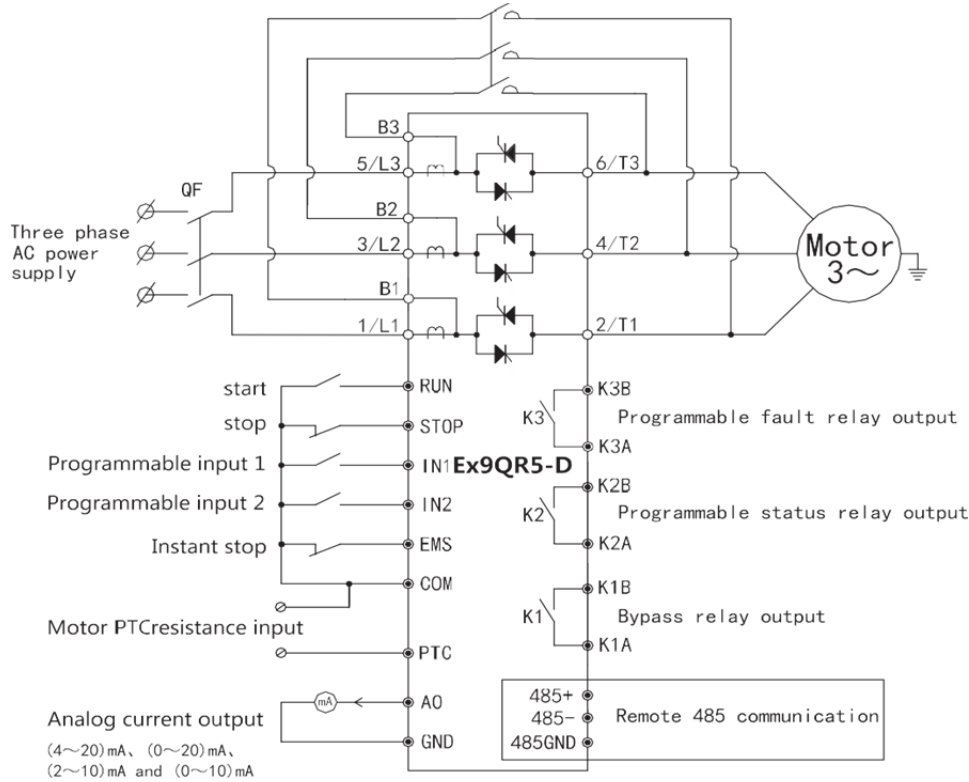 B3
5/L3
6/T3
QF
B2
Three phase
AC power
supply
3/L2
4/T2
Motor
3～
B1
1/L1
2/T1
start
RUN
K3B
K3
Programmable fault relay output
stop
STOP
K3A
Programmable input 1
IN1
Ex9QR5-D
K2B
Programmable input 2
IN2
K2
Programmable status relay output
Instant stop
EMS
K2A
COM
K1B
Motor PTCresistance input
K1
Bypass relay output
PTC
K1A
mA
AO
485+
Analog current output
485-
Remote 485 communication
GND
485GND
(4～20)mA、(0～20)mA、
(2～10)mA and (0～10)mA